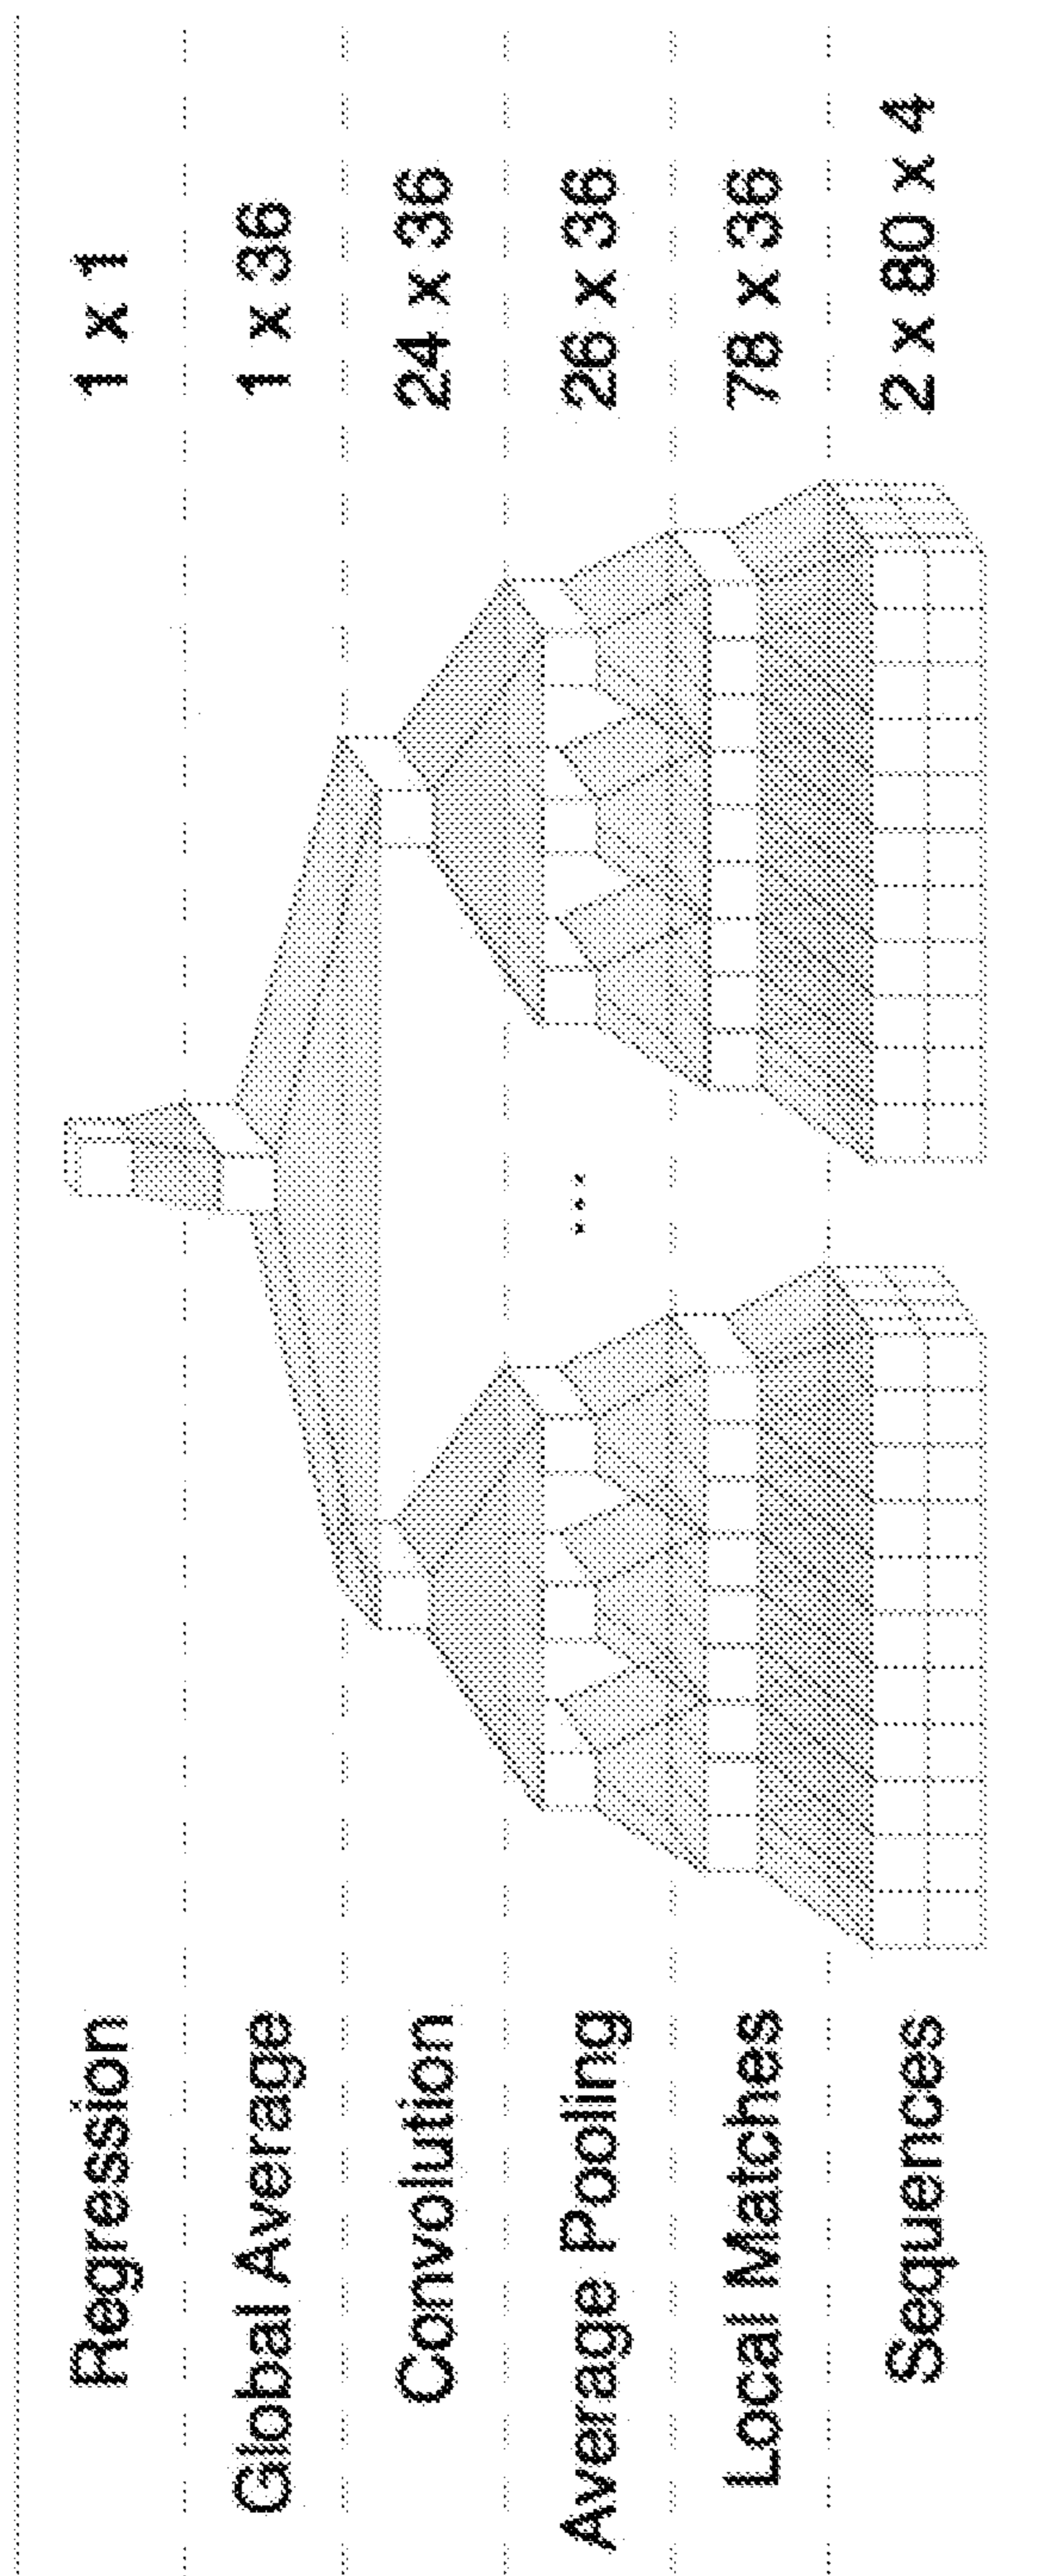 Regression 1 x 1
Global Average 1 x 36
Convolution 24 x 36
Average Pooling ... 26 x 36
Local Matches 78 x 36
Sequences 2 x 80 x 4